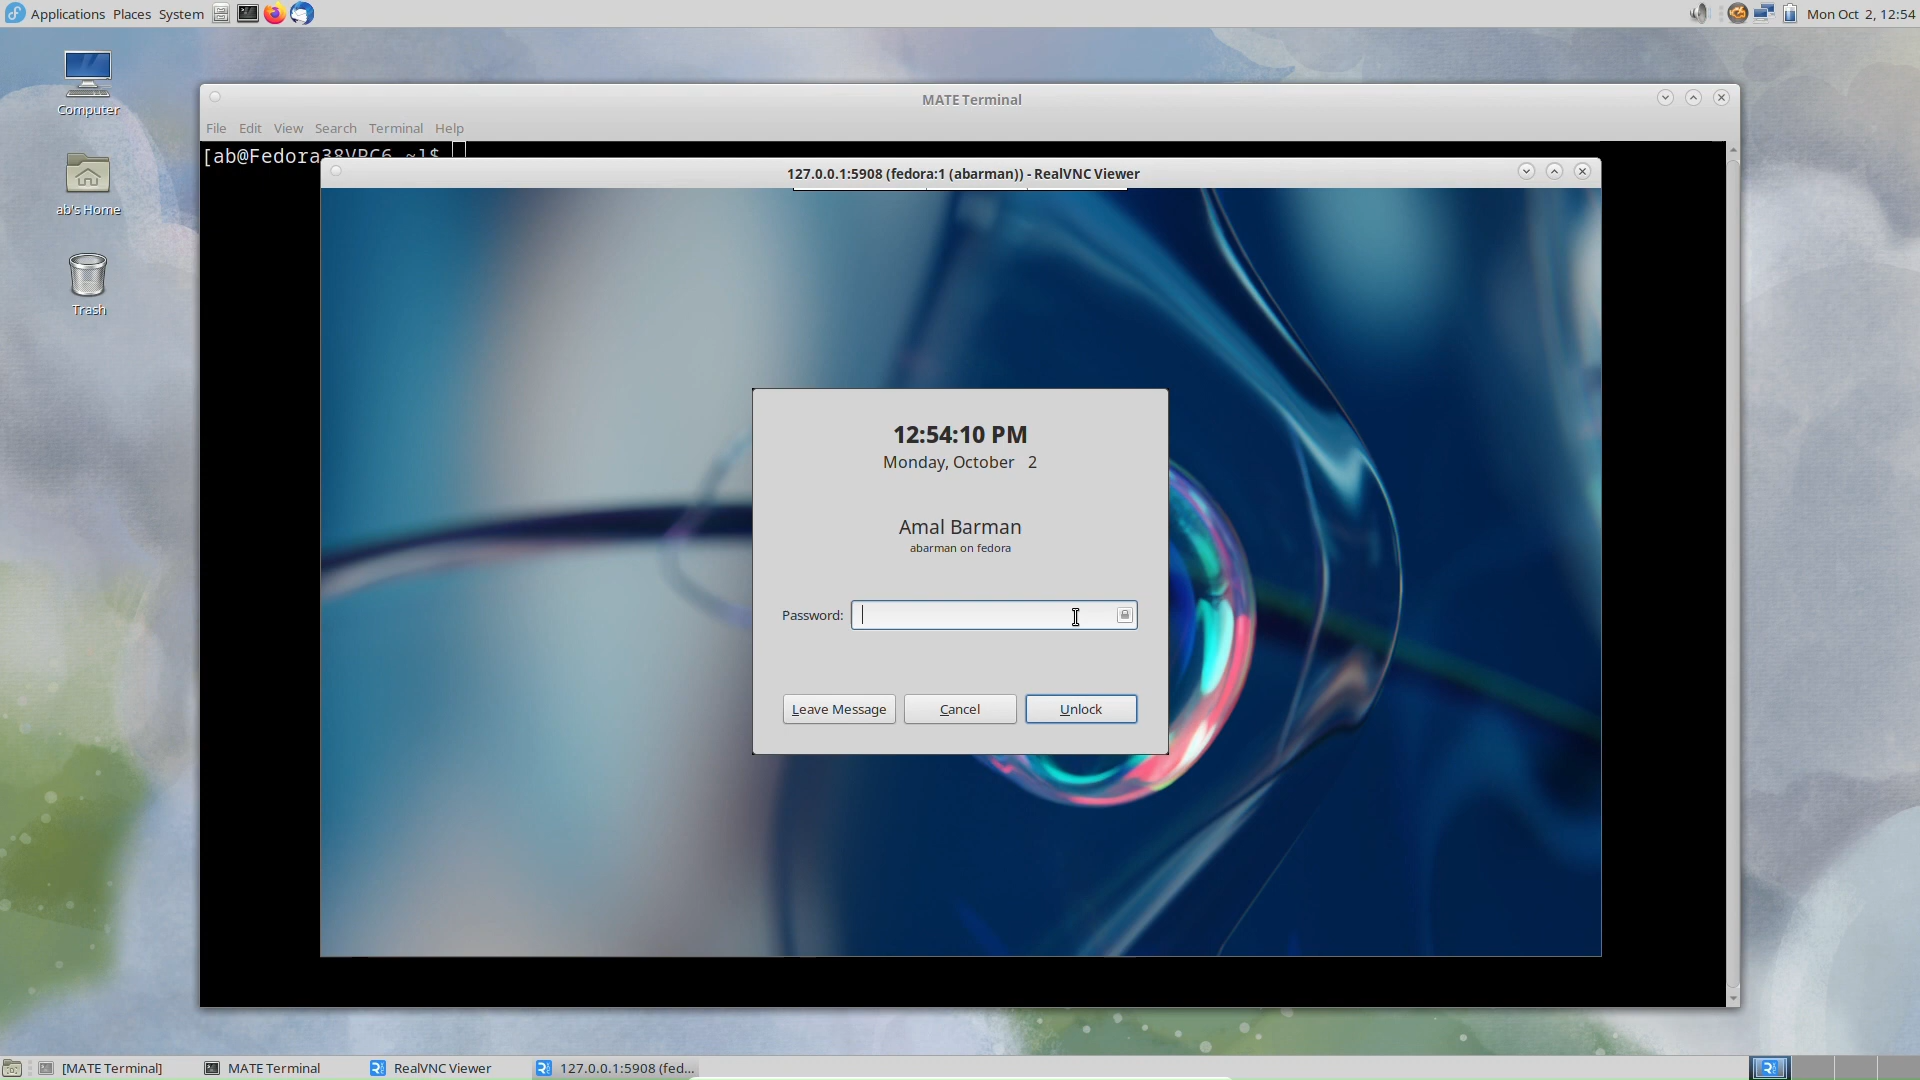 Applications Places System
Mon Oct 2, 12:54
Computer
ab's Home
Trash
MATE Terminal
File Edit View Search Terminal Help
[ab@Fedora38VPC6 ~]$
127.0.0.1:5908 (fedora:1 (abarman)) - RealVNC Viewer
12:54:10 PM
Monday, October 2
Amal Barman
abarman on fedora
Password:
Leave Message Cancel Unlock
[MATE Terminal] MATE Terminal RealVNC Viewer 127.0.0.1:5908 (fed...